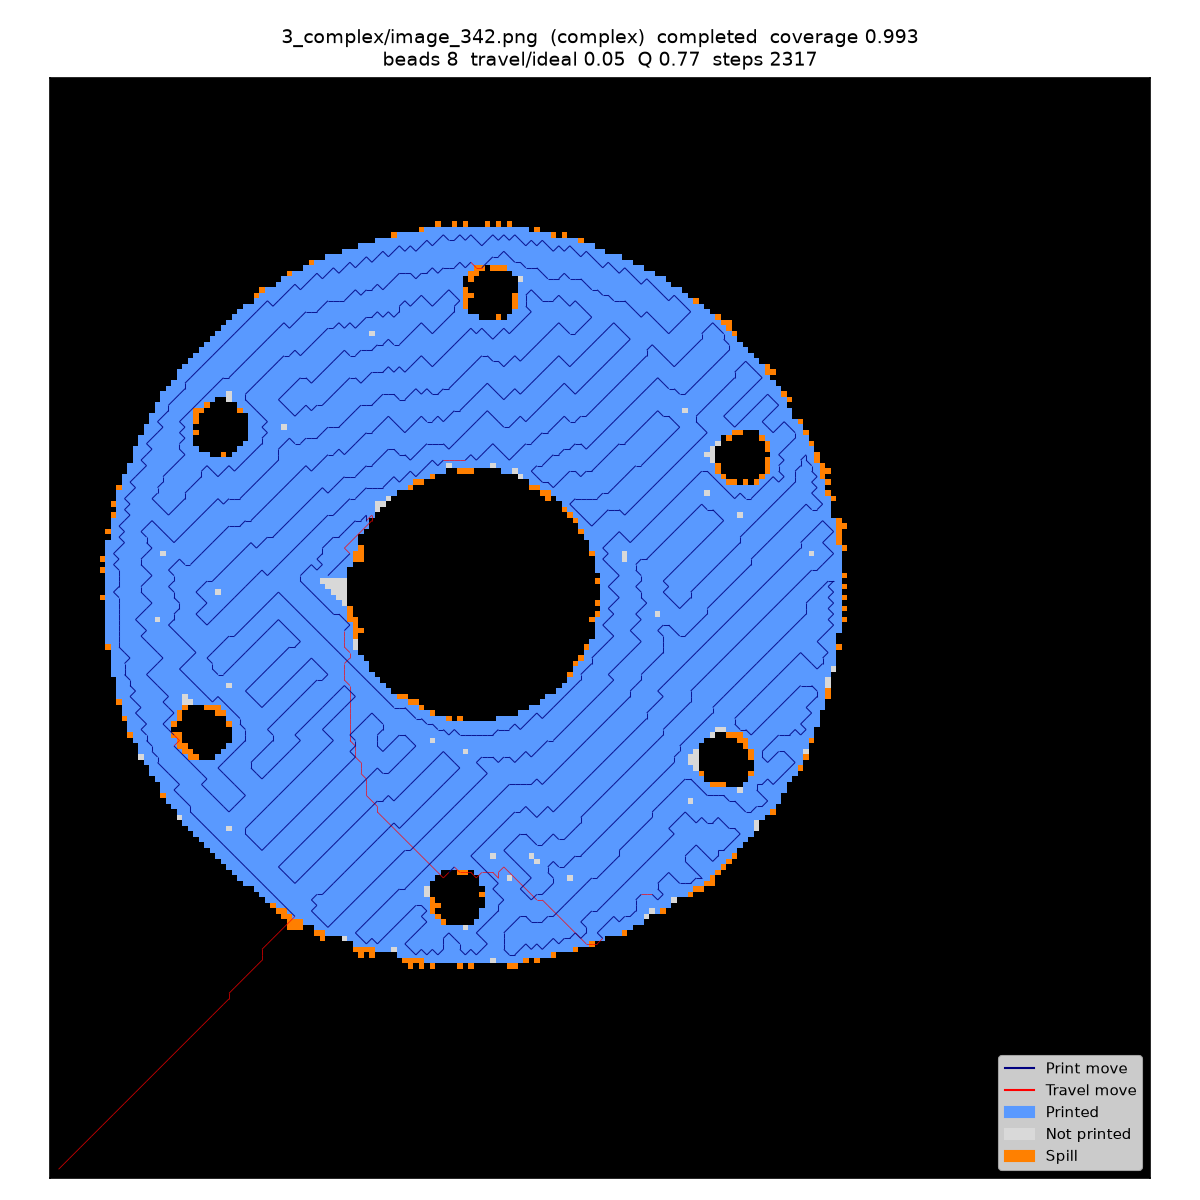 3_complex/image_342.png  (complex)  completed  coverage 0.993
beads 8  travel/ideal 0.05  Q 0.77  steps 2317
Print move
Travel move
Printed
Not printed
Spill